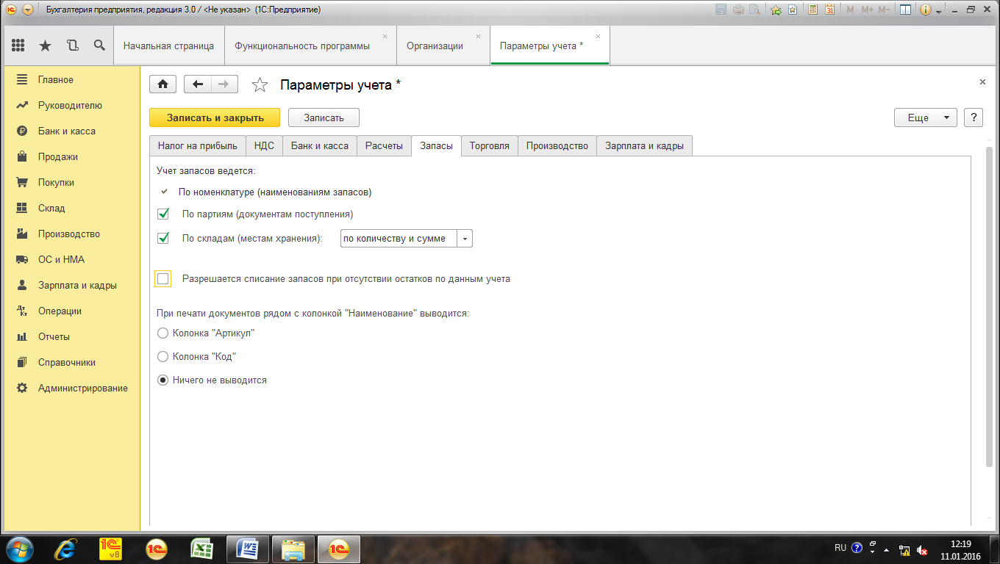 Бухгалтерия предприятия, редакция 3.0 / <Не указан> (1С:Предприятие)
M M+ M-
Начальная страница Функциональность программы Организации Параметры учета *
Главное
Руководителю
Банк и касса
Продажи
Покупки
Склад
Производство
ОС и НМА
Зарплата и кадры
Операции
Отчеты
Справочники
Администрирование
Параметры учета *
Записать и закрыть Записать Еще ?
Налог на прибыль НДС Банк и касса Расчеты Запасы Торговля Производство Зарплата и кадры
Учет запасов ведется:
По номенклатуре (наименованиям запасов)
По партиям (документам поступления)
По складам (местам хранения): по количеству и сумме
Разрешается списание запасов при отсутствии остатков по данным учета
При печати документов рядом с колонкой "Наименование" выводится:
Колонка "Артикул"
Колонка "Код"
Ничего не выводится
RU 12:19
11.01.2016